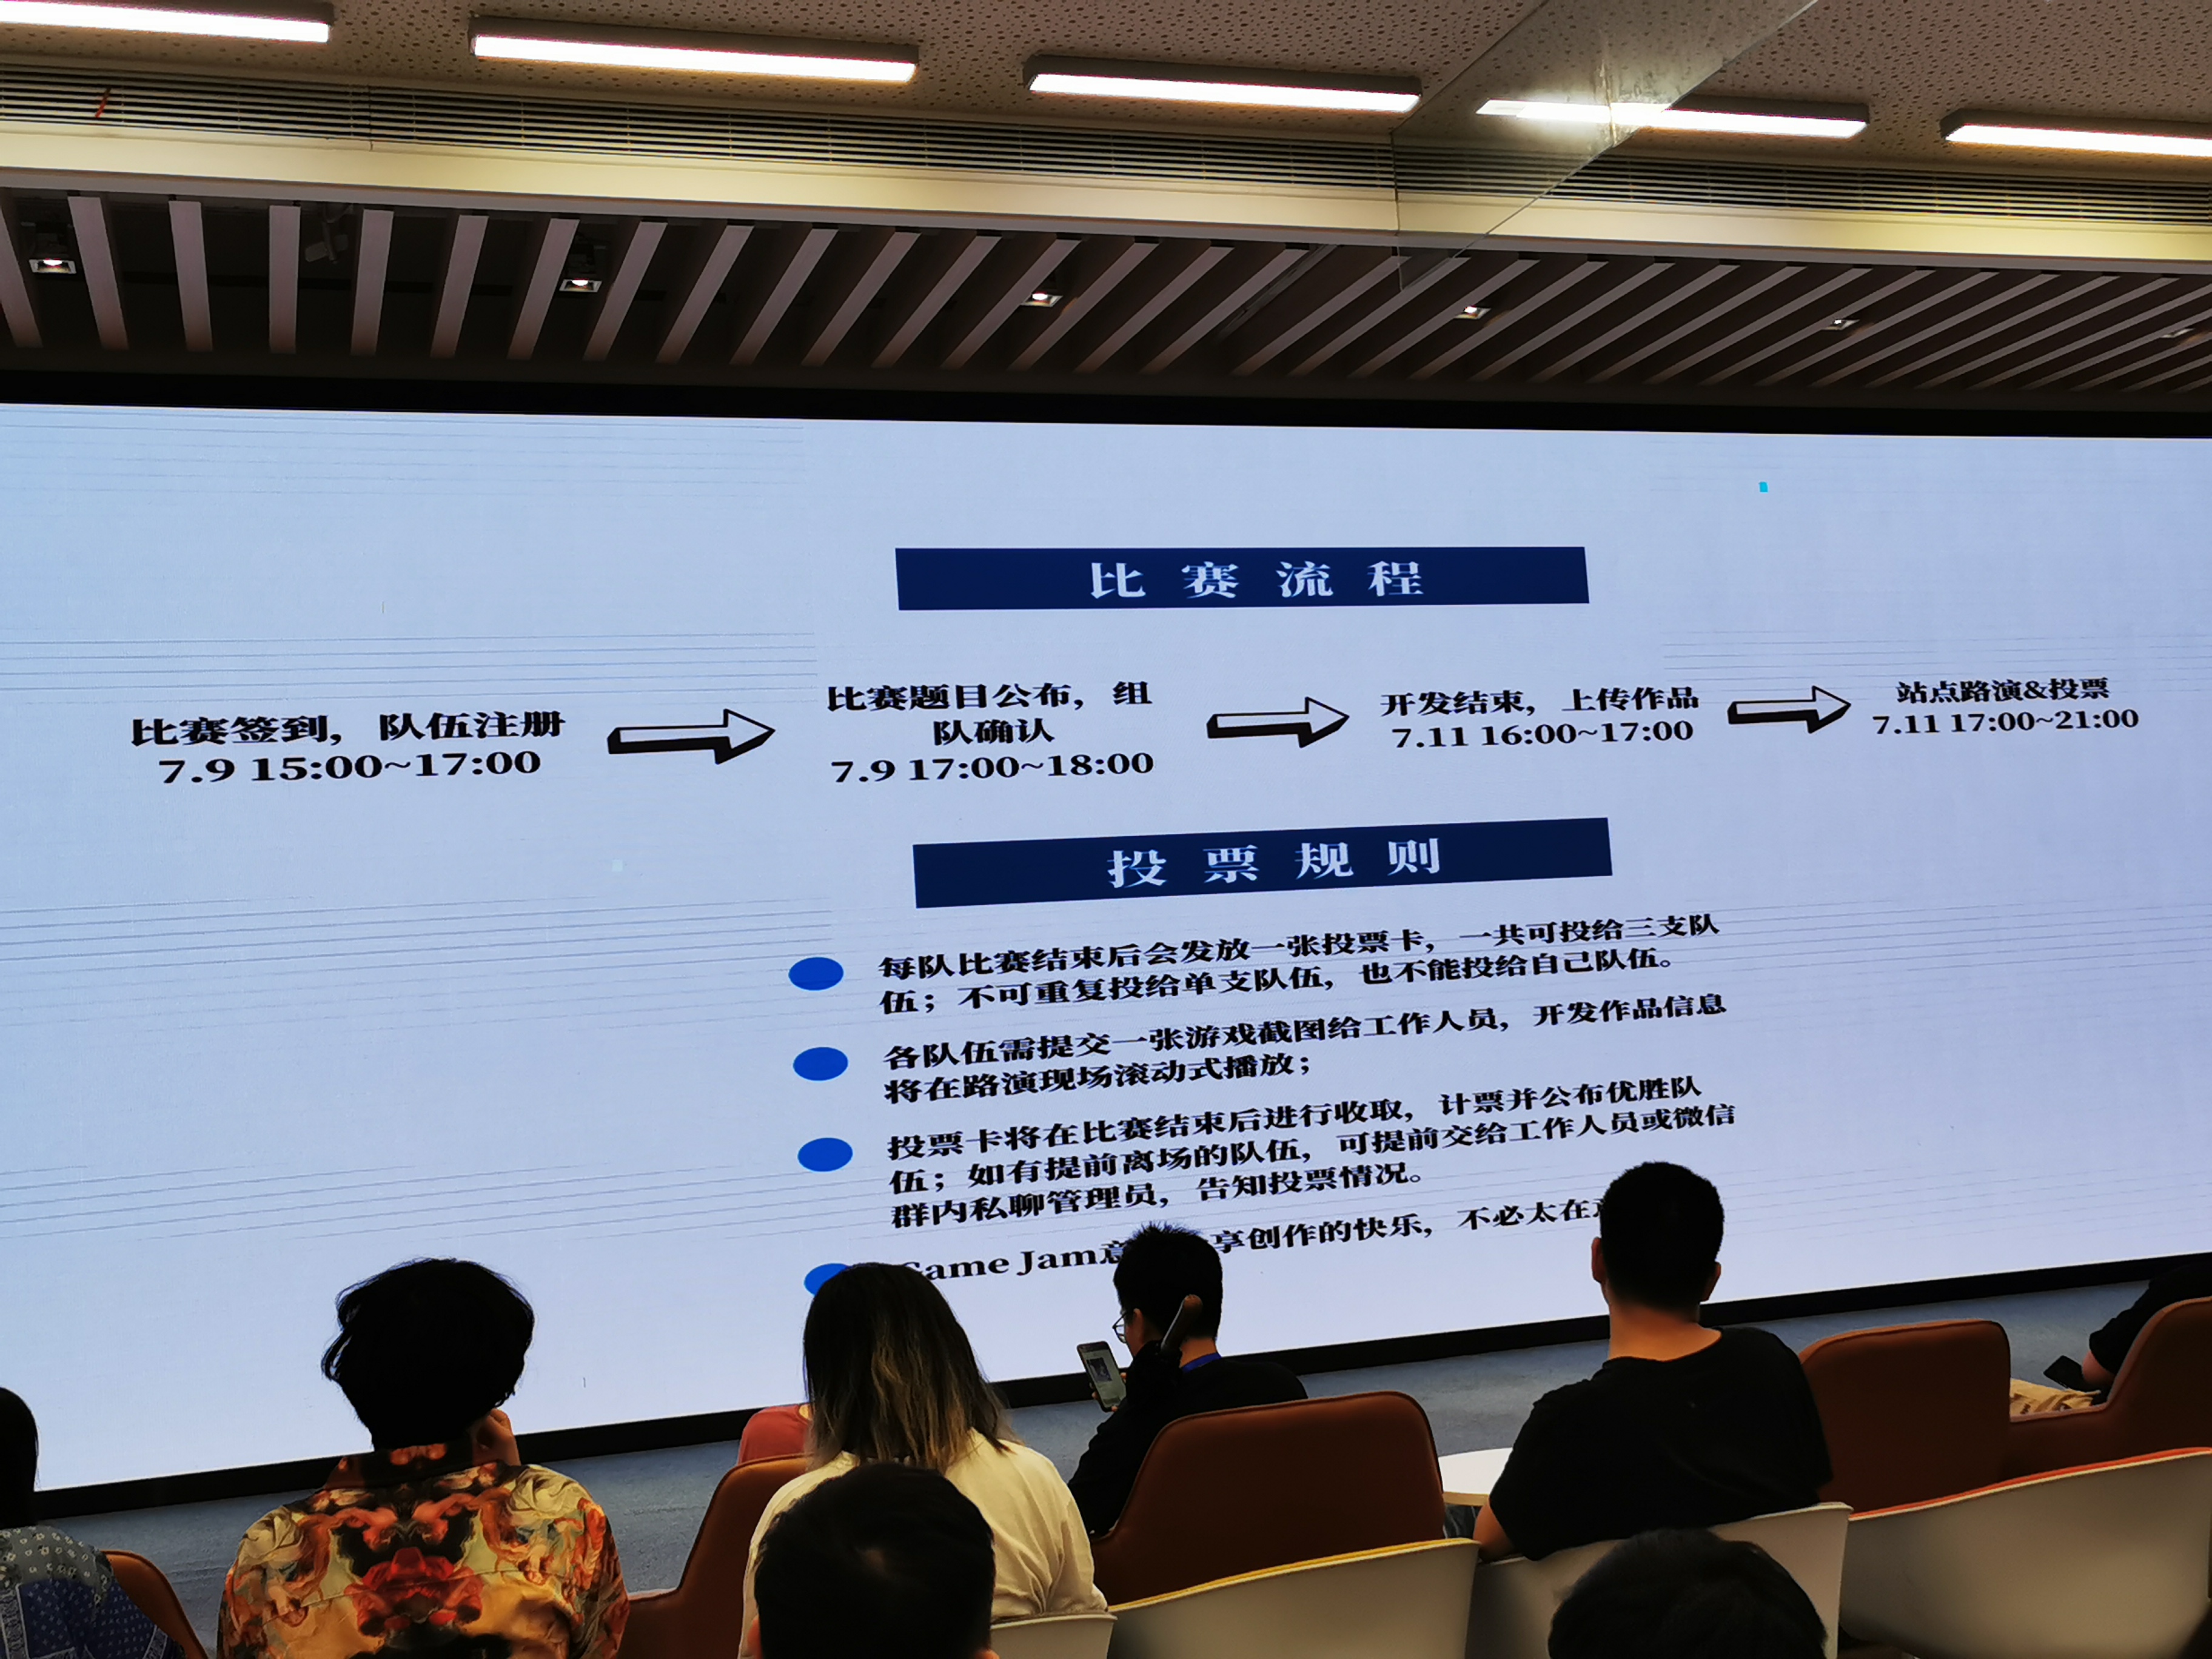 比赛流程
比赛签到，队伍注册
7.9 15:00~17:00
比赛题目公布，组
队确认
7.9 17:00~18:00
开发结束，上传作品
7.11 16:00~17:00
站点路演&投票
7.11 17:00~21:00
投票规则
每队比赛结束后会发放一张投票卡，一共可投给三支队
伍；不可重复投给单支队伍，也不能投给自己队伍。
各队伍需提交一张游戏截图给工作人员，开发作品信息
将在路演现场滚动式播放；
投票卡将在比赛结束后进行收取，计票并公布优胜队
伍；如有提前离场的队伍，可提前交给工作人员或微信
群内私聊管理员，告知投票情况。
Game Jam意 享创作的快乐，不必太在